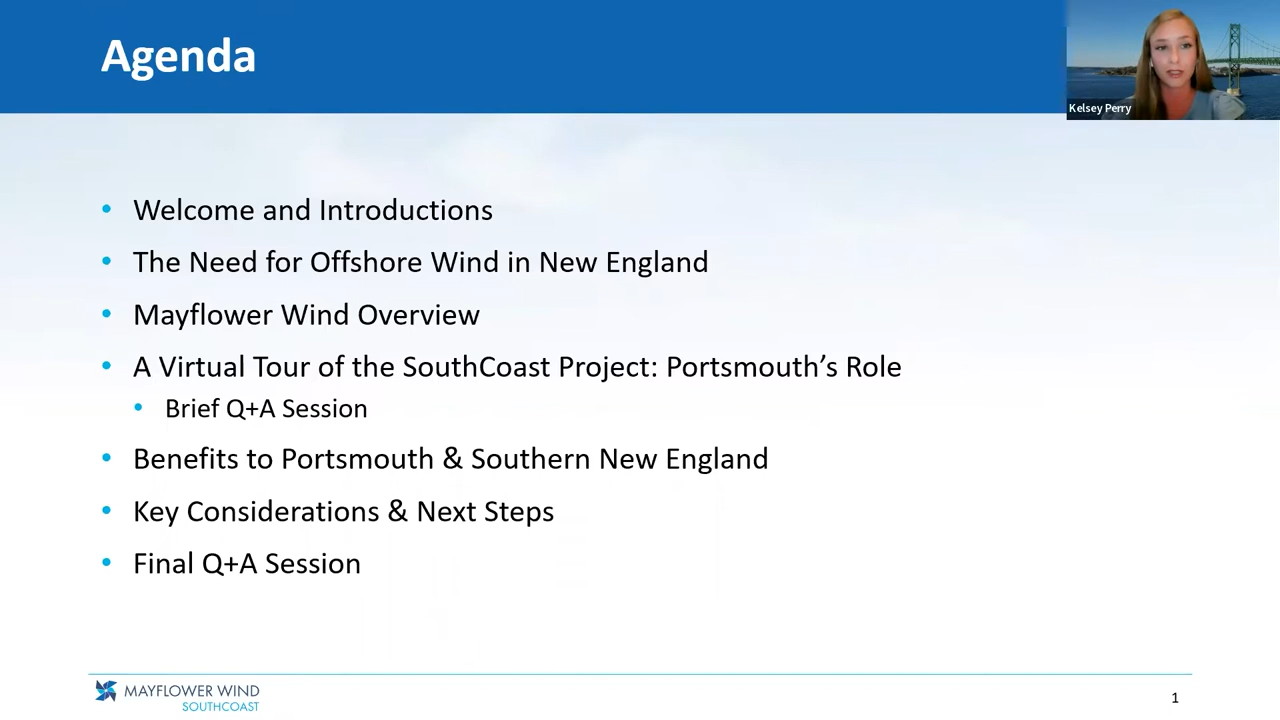 Agenda
Kelsey Perry
• Welcome and Introductions
• The Need for Offshore Wind in New England
• Mayflower Wind Overview
• A Virtual Tour of the SouthCoast Project: Portsmouth’s Role
• Brief Q+A Session
• Benefits to Portsmouth & Southern New England
• Key Considerations & Next Steps
• Final Q+A Session
MAYFLOWER WIND
SOUTHCOAST
1